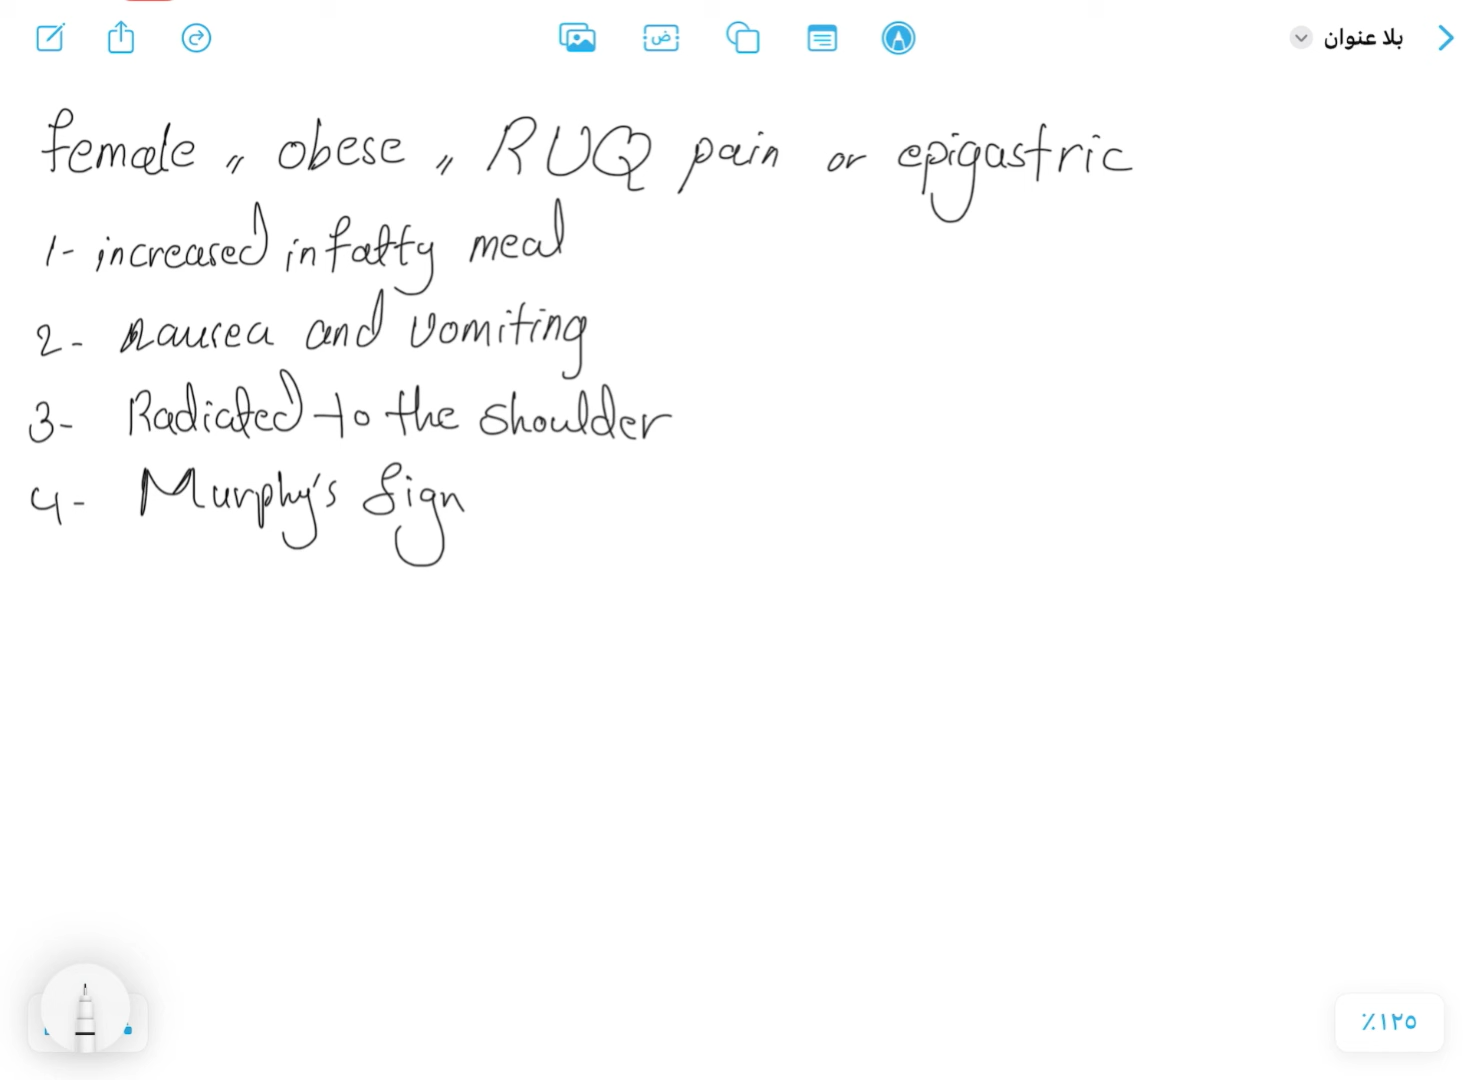 بلا عنوان
female ,, obese ,, RUQ pain or epigastric
1- increased in fatty meal
2- nausea and vomiting
3- Radiated to the shoulder
4- Murphy's sign
٪١٢٥